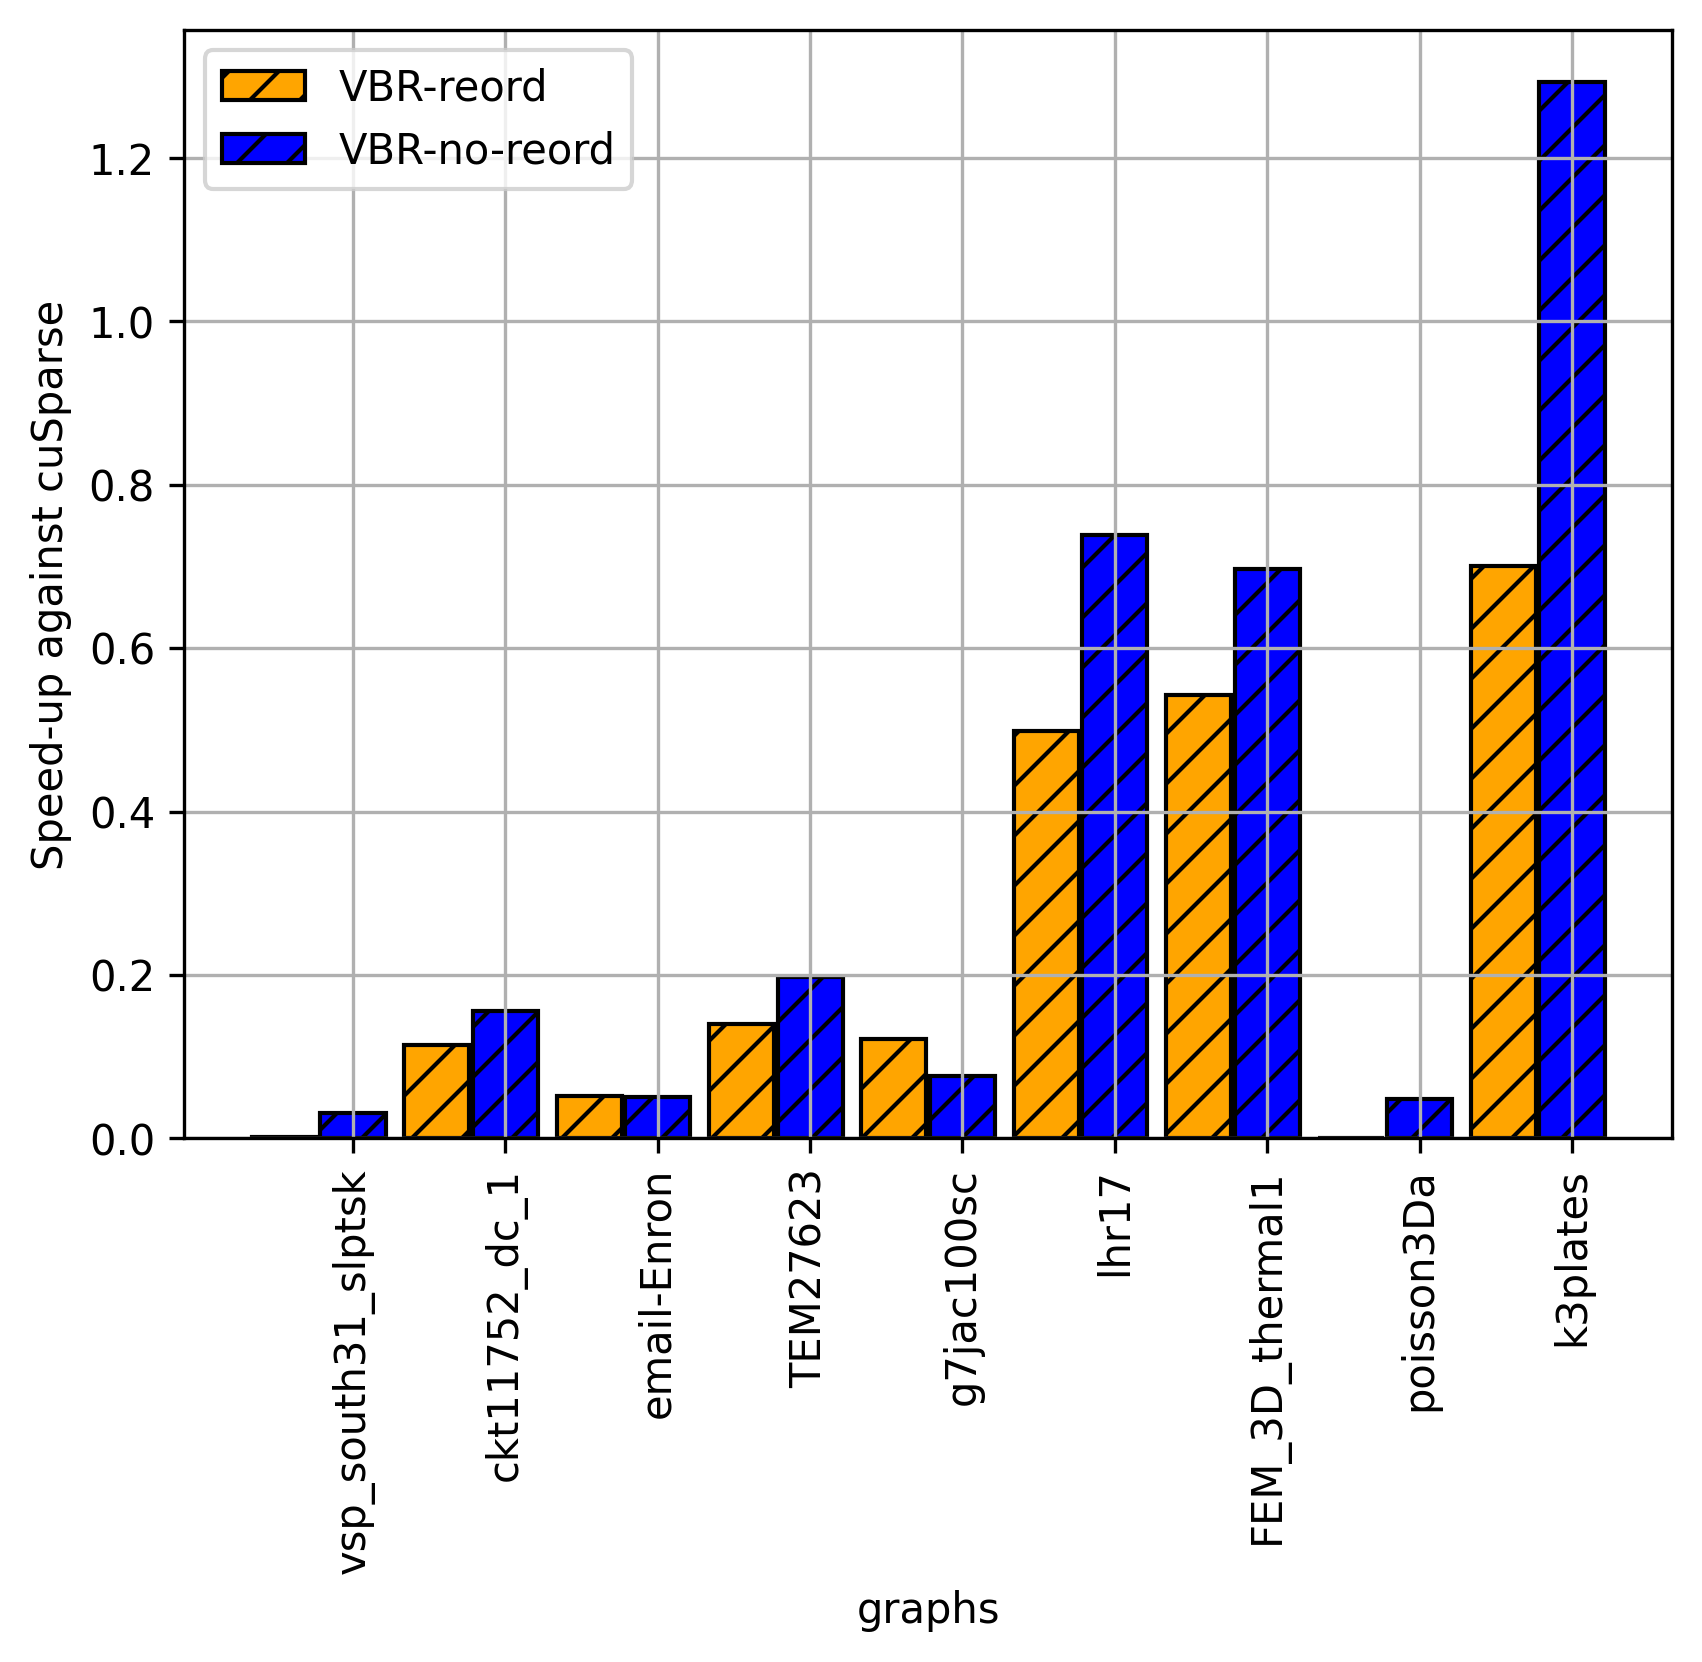 VBR-reord
VBR-no-reord
Speed-up against cuSparse
1.2
1.0
0.8
0.6
0.4
0.2
0.0
vsp_south31_slptsk
ckt11752_dc_1
email-Enron
TEM27623
g7jac100sc
lhr17
FEM_3D_thermal1
poisson3Da
k3plates
graphs